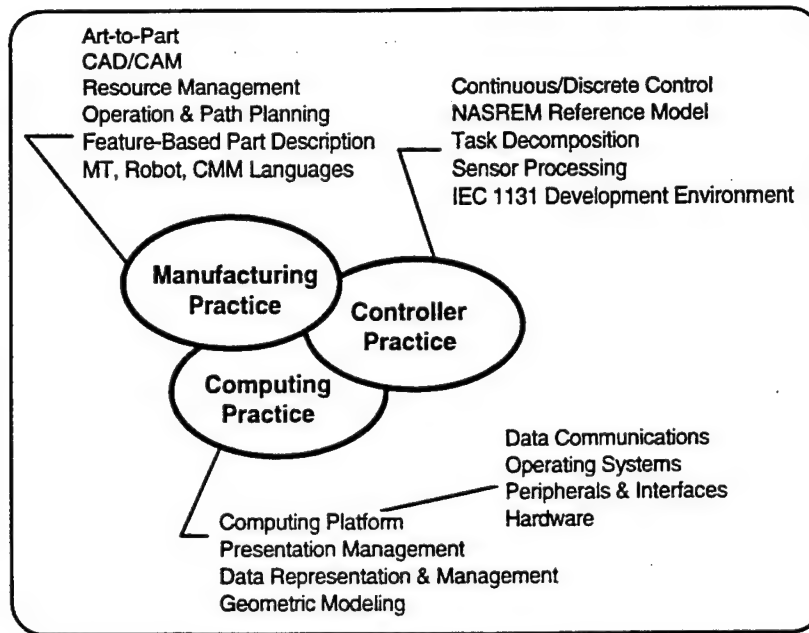 Art-to-Part
CAD/CAM
Resource Management
Operation & Path Planning
Feature-Based Part Description
MT, Robot, CMM Languages
Continuous/Discrete Control
NASREM Reference Model
Task Decomposition
Sensor Processing
IEC 1131 Development Environment
Manufacturing
Practice
Controller
Practice
Computing
Practice
Data Communications
Operating Systems
Peripherals & Interfaces
Hardware
Computing Platform
Presentation Management
Data Representation & Management
Geometric Modeling